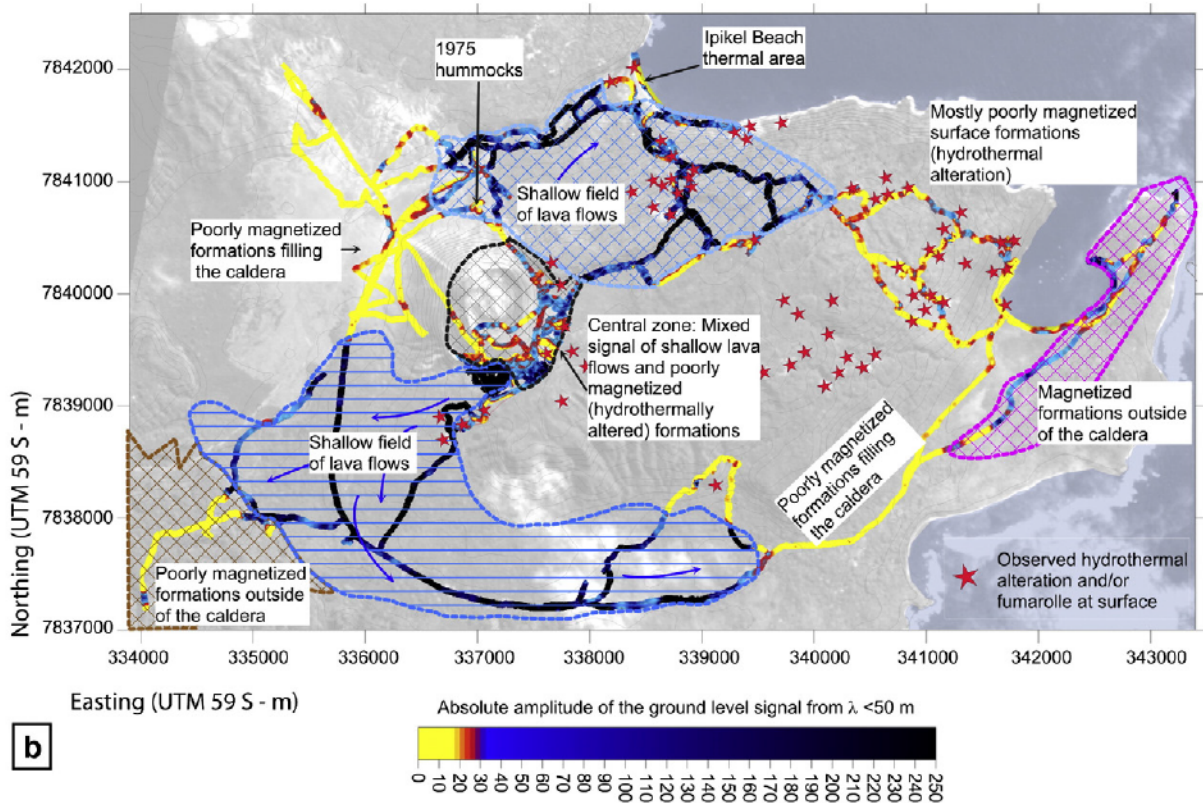 1975
hummocks
Ipikel Beach
thermal area
7842000
Mostly poorly magnetized
surface formations
(hydrothermal
alteration)
7841000
Shallow field
of lava flows
Poorly magnetized
formations filling
the caldera
7840000
Central zone: Mixed
signal of shallow lava
flows and poorly
magnetized
(hydrothermally
altered) formations
7839000
Magnetized
formations outside
of the caldera
Shallow field
of lava flows
Poorly magnetized
formations filling
the caldera
7838000
Poorly magnetized
formations outside
of the caldera
Observed hydrothermal
alteration and/or
fumarolle at surface
7837000
Northing (UTM 59 S - m)
334000 335000 336000 337000 338000 339000 340000 341000 342000 343000
Easting (UTM 59 S - m)
Absolute amplitude of the ground level signal from λ <50 m
b
0 10 20 30 40 50 60 70 80 90 100 110 120 130 140 150 160 170 180 190 200 210 220 230 240 250